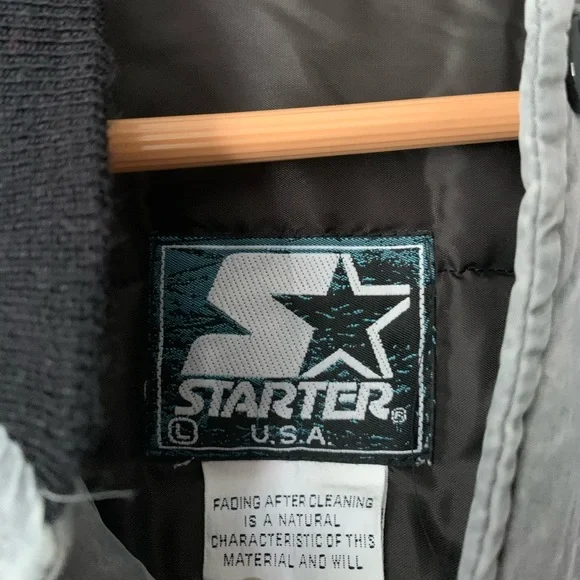 STARTER®
L U.S.A.
FADING AFTER CLEANING
IS A NATURAL
CHARACTERISTIC OF THIS
MATERIAL AND WILL